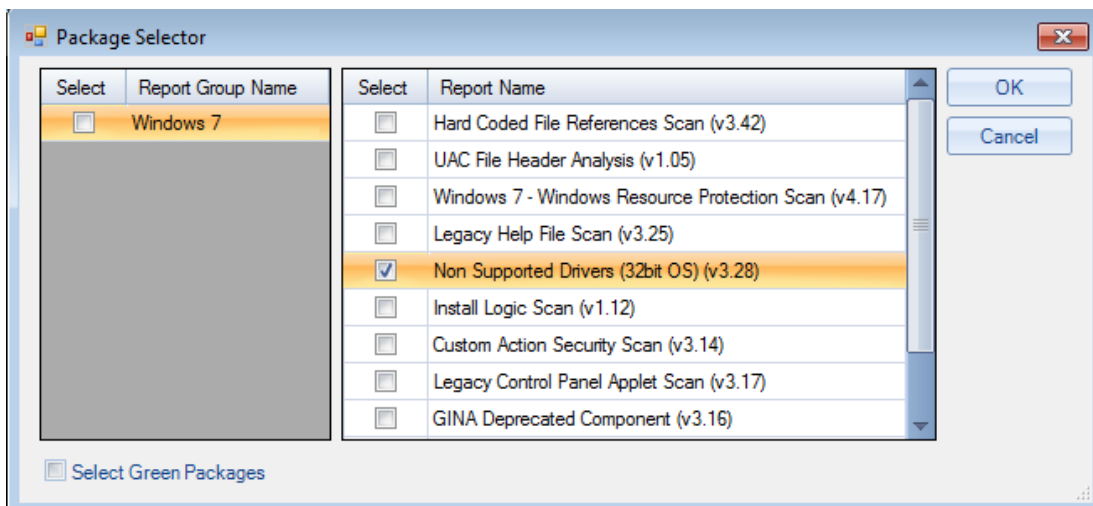 Package Selector
Select Report Group Name
Windows 7
Select Report Name
Hard Coded File References Scan (v3.42)
UAC File Header Analysis (v1.05)
Windows 7 - Windows Resource Protection Scan (v4.17)
Legacy Help File Scan (v3.25)
Non Supported Drivers (32bit OS) (v3.28)
Install Logic Scan (v1.12)
Custom Action Security Scan (v3.14)
Legacy Control Panel Applet Scan (v3.17)
GINA Deprecated Component (v3.16)
OK
Cancel
Select Green Packages